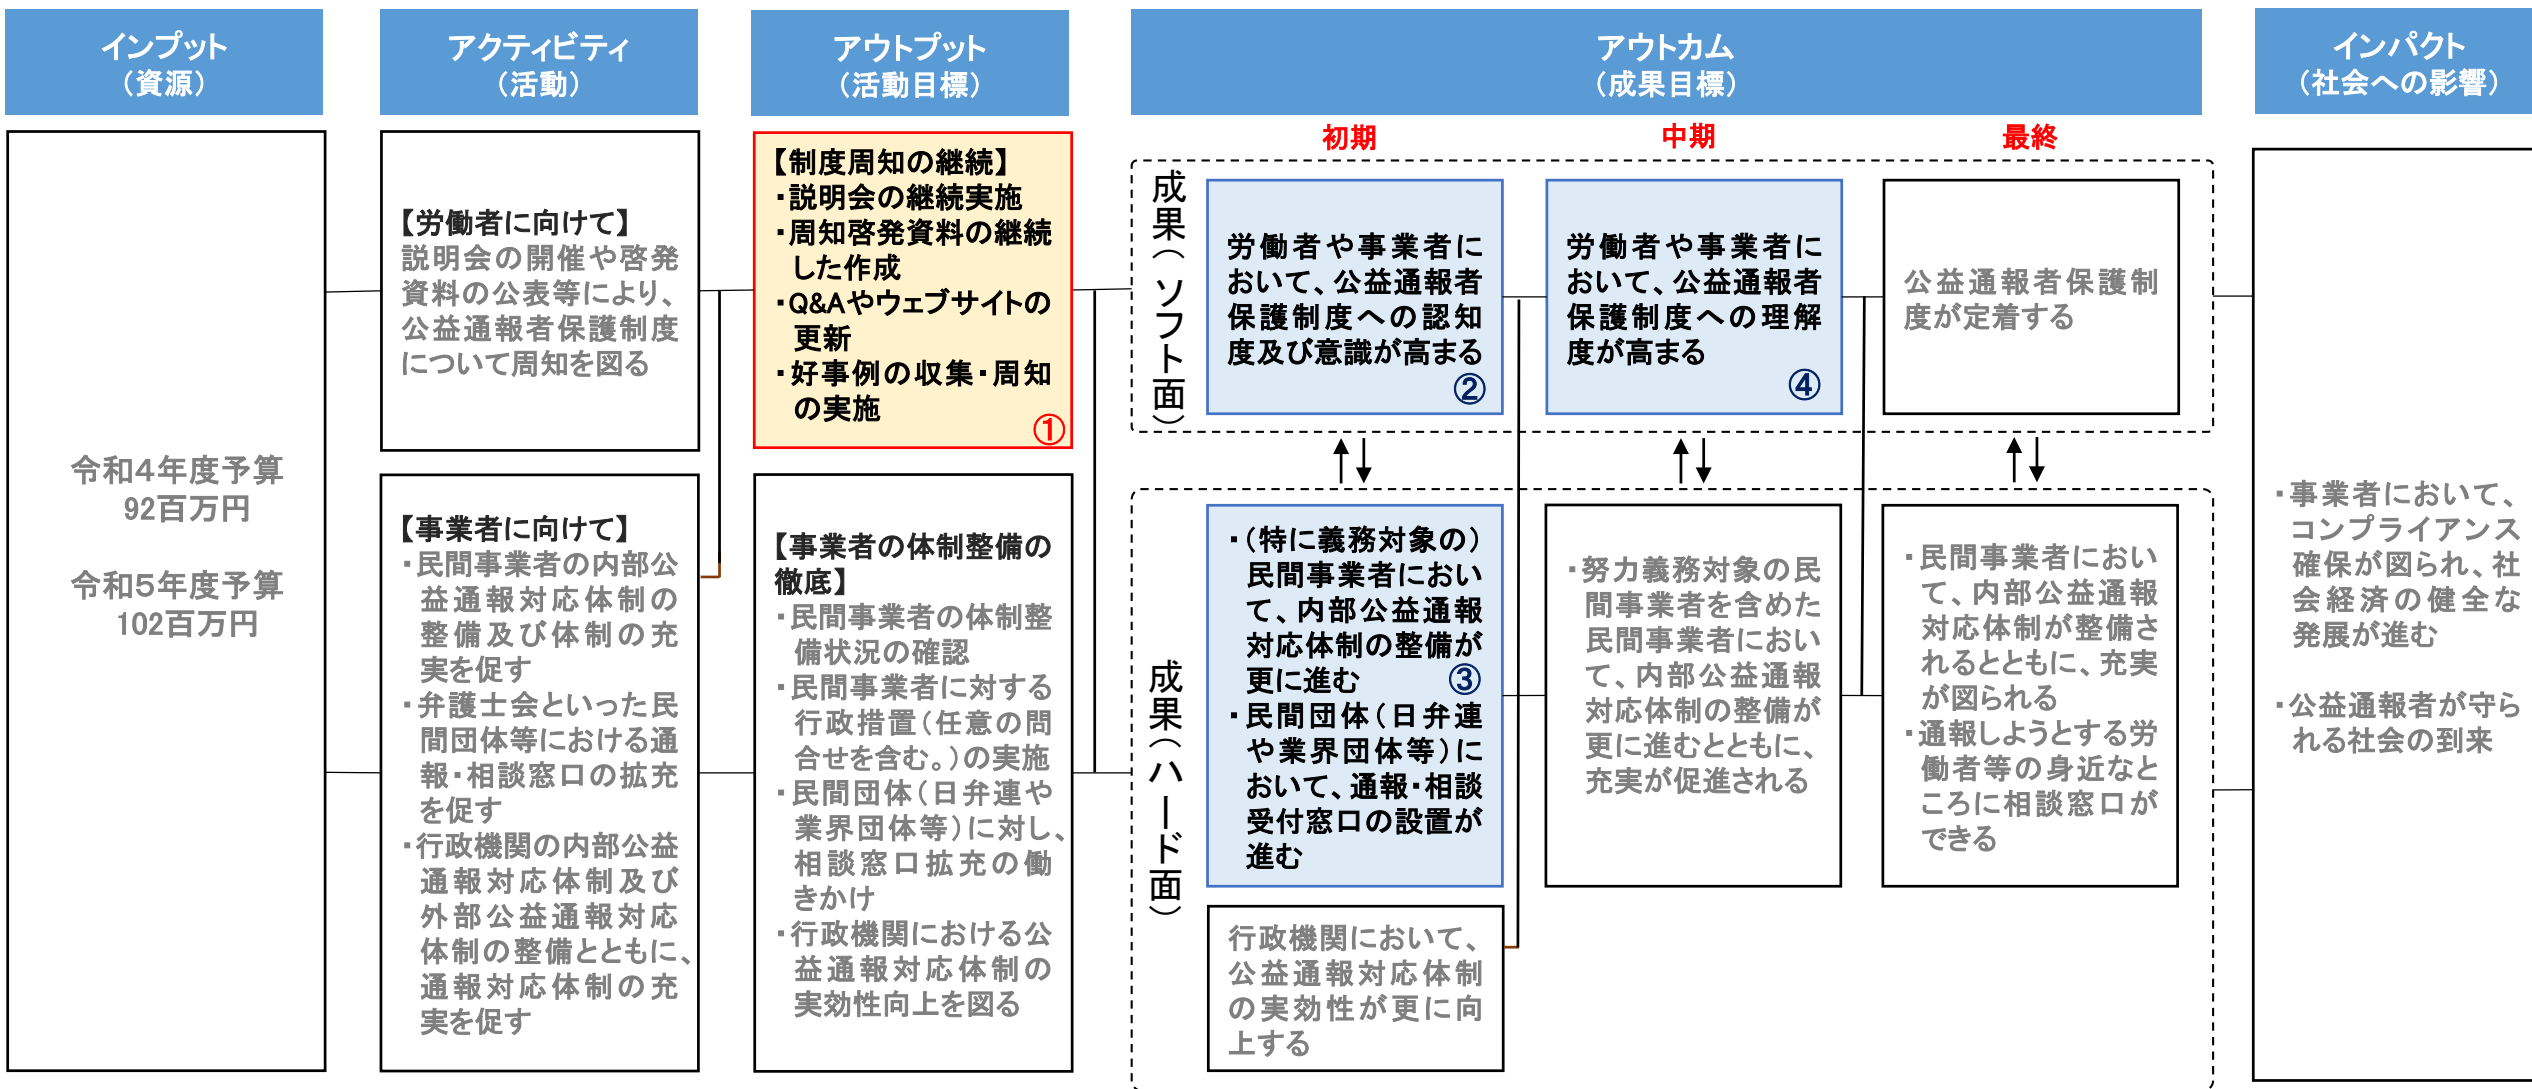 インプット
（資源）
アクティビティ
（活動）
アウトプット
（活動目標）
アウトカム
（成果目標）
インパクト
（社会への影響）
令和4年度予算
92百万円
令和5年度予算
102百万円
【労働者に向けて】
説明会の開催や啓発
資料の公表等により、
公益通報者保護制度
について周知を図る
【事業者に向けて】
・民間事業者の内部公
益通報対応体制の
整備及び体制の充
実を促す
・弁護士会といった民
間団体等における通
報・相談窓口の拡充
を促す
・行政機関の内部公益
通報対応体制及び
外部公益通報対応
体制の整備とともに、
通報対応体制の充
実を促す
【制度周知の継続】
・説明会の継続実施
・周知啓発資料の継続
した作成
・Q&Aやウェブサイトの
更新
・好事例の収集・周知
の実施
①
【事業者の体制整備の
徹底】
・民間事業者の体制整
備状況の確認
・民間事業者に対する
行政措置（任意の問
合せを含む。）の実施
・民間団体（日弁連や
業界団体等）に対し、
相談窓口拡充の働
きかけ
・行政機関における公
益通報対応体制の
実効性向上を図る
初期
中期
最終
成果（ソフト面）
労働者や事業者に
おいて、公益通報者
保護制度への認知
度及び意識が高まる
②
労働者や事業者に
おいて、公益通報者
保護制度への理解
度が高まる
④
公益通報者保護制
度が定着する
成果（ハード面）
・（特に義務対象の）
民間事業者におい
て、内部公益通報
対応体制の整備が
更に進む
③
・民間団体（日弁連
や業界団体等）に
おいて、通報・相談
受付窓口の設置が
進む
行政機関において、
公益通報対応体制
の実効性が更に向
上する
・努力義務対象の民
間事業者を含めた
民間事業者におい
て、内部公益通報
対応体制の整備が
更に進むとともに、
充実が促進される
・民間事業者におい
て、内部公益通報
対応体制が整備さ
れるとともに、充実
が図られる
・通報しようとする労
働者等の身近なと
ころに相談窓口が
できる
・事業者において、
コンプライアンス
確保が図られ、社
会経済の健全な
発展が進む
・公益通報者が守ら
れる社会の到来